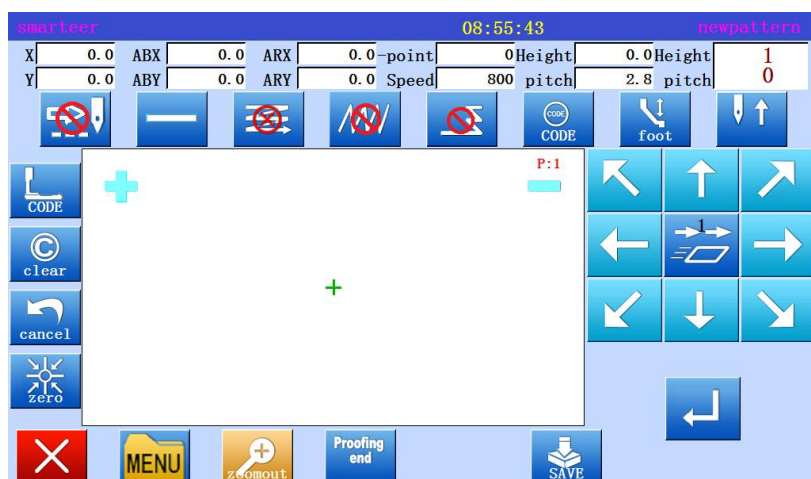 smarteer 08:55:43 newpattern
X 0.0 ABX 0.0 ARX 0.0 -point 0 Height 0.0 Height 1
Y 0.0 ABY 0.0 ARY 0.0 Speed 800 pitch 2.8 pitch 0
CODE
CODE foot
P:1
CODE
1
clear
cancel
zero
MENU
zoomout
Proofing
end
SAVE